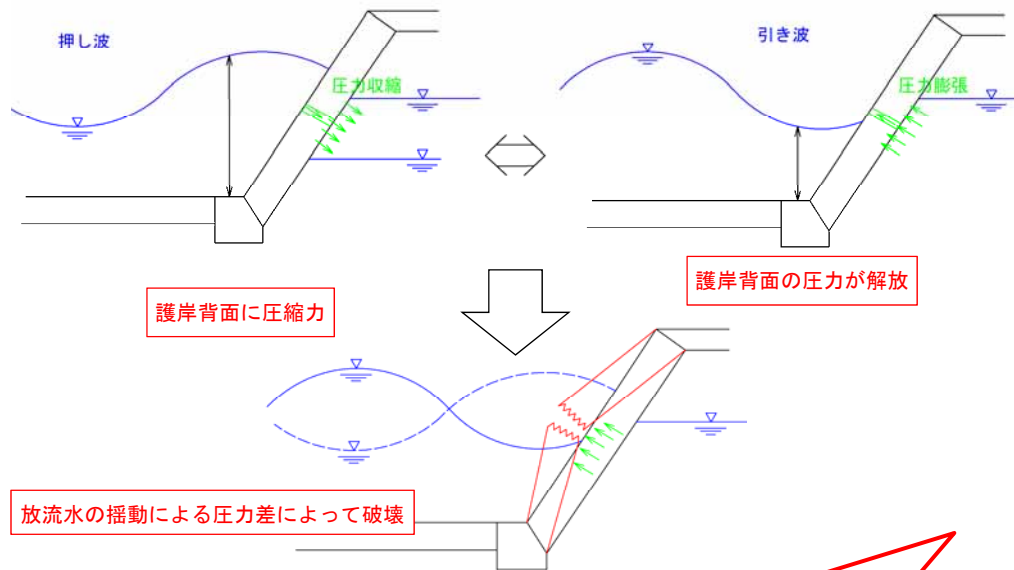 押し波
圧力収縮
引き波
圧力膨張
護岸背面に圧縮力
護岸背面の圧力が解放
放流水の揺動による圧力差によって破壊